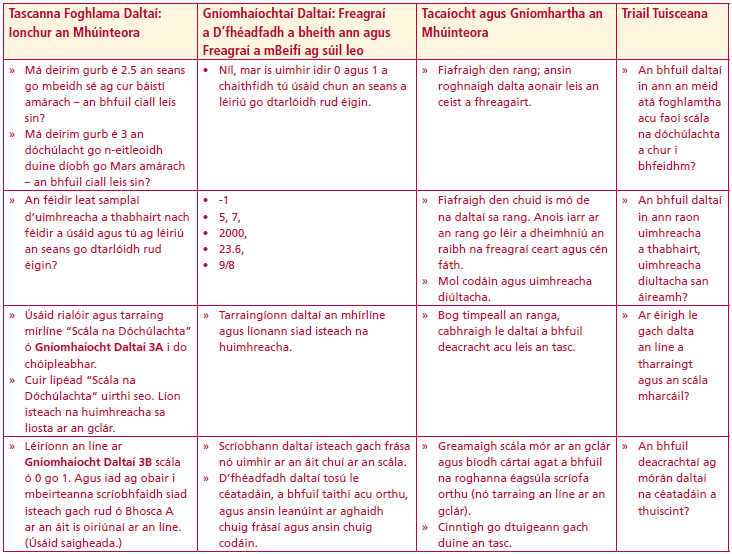 Tascanna Foghlama Daltaí:
Ionchur an Mhúinteora
Gníomhaíochtaí Daltaí: Freagraí
a D'fhéadfadh a bheith ann agus
Freagraí a mBeifí ag súil leo
Tacaíocht agus Gníomhartha an
Mhúinteora
Triail Tuisceana
» Má deirim gurb é 2.5 an seans
go mbeidh sé ag cur báistí
amárach – an bhfuil ciall leis
sin?
» Má deirim gurb é 3 an
dóchúlacht go n-eitleoidh
duine díobh go Mars amárach
– an bhfuil ciall leis sin?
• Níl, mar is uimhir idir 0 agus 1 a
chaithfidh tú úsáid chun an seans a
léiriú go dtarlóidh rud éigin.
» Fiafraigh den rang; ansin
roghnaigh dalta aonair leis an
ceist a fhreagairt.
» An bhfuil daltaí
in ann an méid
atá foghlamtha
acu faoi scála
na dóchúlachta
a chur i
bhfeidhm?
» An féidir leat samplaí
d'uimhreacha a thabhairt nach
féidir a úsáid agus tú ag léiriú
an seans go dtarlóidh rud
éigin?
• -1
• 5, 7,
• 2000,
• 23.6,
• 9/8
» Fiafraigh den chuid is mó de
na daltaí sa rang. Anois iarr ar
an rang go léir a dheimhniú an
raibh na freagraí ceart agus cén
fáth.
» Mol codáin agus uimhreacha
diúltacha.
» An bhfuil daltaí
in ann raon
uimhreacha
a thabhairt,
uimhreacha
diultacha san
áireamh?
» Úsáid rialóir agus tarraing
mírlíne "Scála na Dóchúlachta"
ó Gníomhaíocht Daltaí 3A i do
chóipleabhar.
» Cuir lipéad "Scála na
Dóchúlachta" uirthi seo. Líon
isteach na huimhreacha sa
liosta ar an gclár.
» Tarraingíonn daltaí an mhírlíne
agus líonann siad isteach na
huimhreacha.
» Bog timpeall an ranga,
cabhraigh le daltaí a bhfuil
deacracht acu leis an tasc.
» Ar éirigh le
gach dalta
an líne a
tharraingt
agus an scála
mharcáil?
» Léiríonn an líne ar
Gníomhaíocht Daltaí 3B scála
ó 0 go 1. Agus iad ag obair i
mbeirteanna scríobhfaidh siad
isteach gach rud ó Bhosca A
ar an áit is oiriúnaí ar an líne.
(Úsáid saigheada.)
» Scríobhann daltaí isteach gach frása
nó uimhir ar an áit chuí ar an scála.
» D'fhéadfadh daltaí tosú le
céatadáin, a bhfuil taithí acu orthu,
agus ansin leanúint ar aghaidh
chuig frásaí agus ansin chuig
codáin.
» Greamaigh scála mór ar an gclár
agus bíodh cártaí agat a bhfuil
na roghanna éagsúla scríofa
orthu (nó tarraing an líne ar an
gclár).
» Cinntigh go dtuigeann gach
duine an tasc.
» An bhfuil
deacrachtaí ag
mórán daltaí
na céatadáin a
thuiscint?